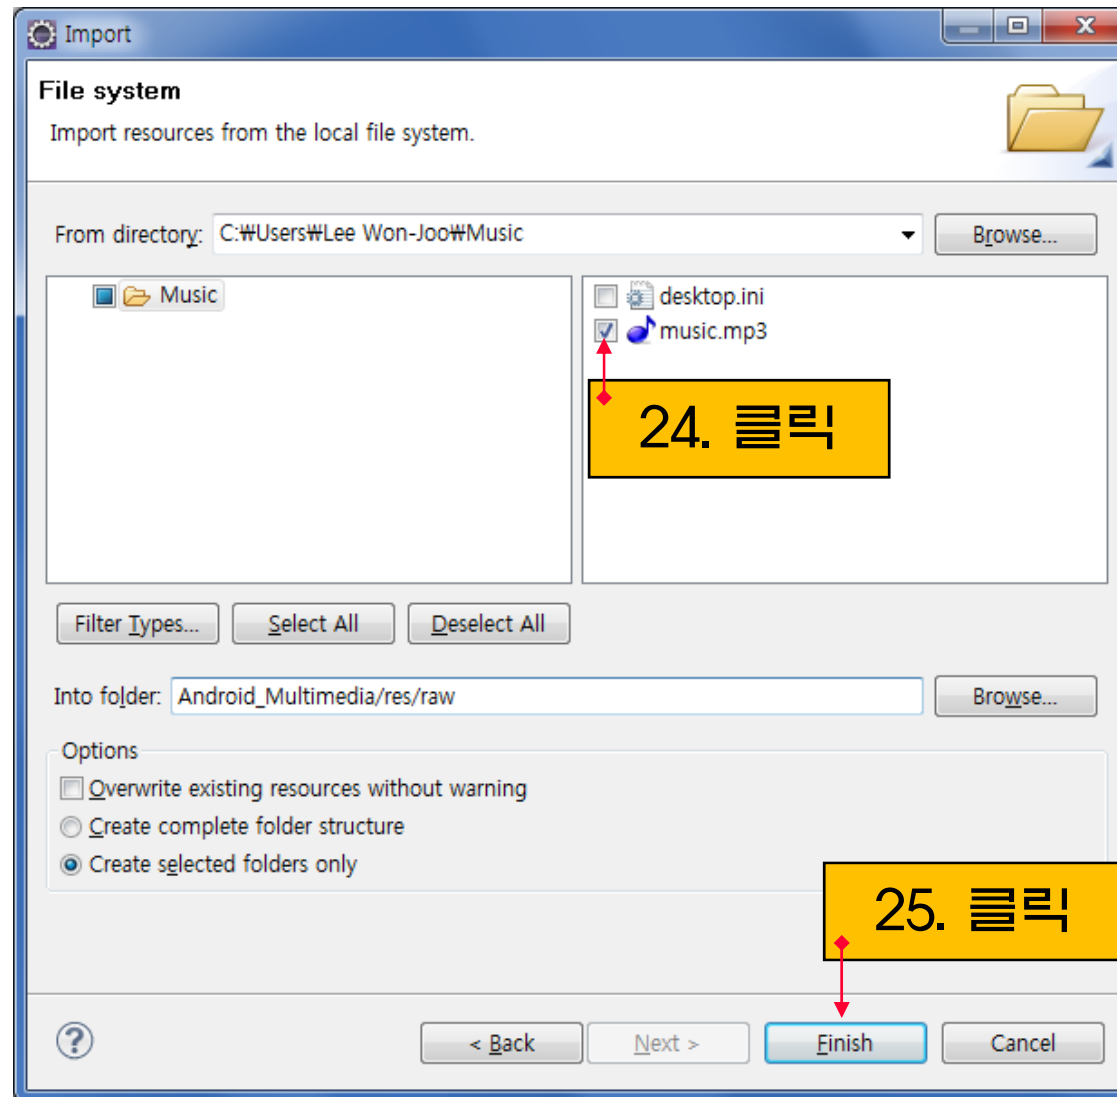 Import
File system
Import resources from the local file system.
From directory: C:₩Users₩Lee Won-Joo₩Music Browse...
Music
desktop.ini
music.mp3
24. 클릭
Filter Types... Select All Deselect All
Into folder: Android_Multimedia/res/raw Browse...
Options
Overwrite existing resources without warning
Create complete folder structure
Create selected folders only
25. 클릭
< Back Next > Finish Cancel